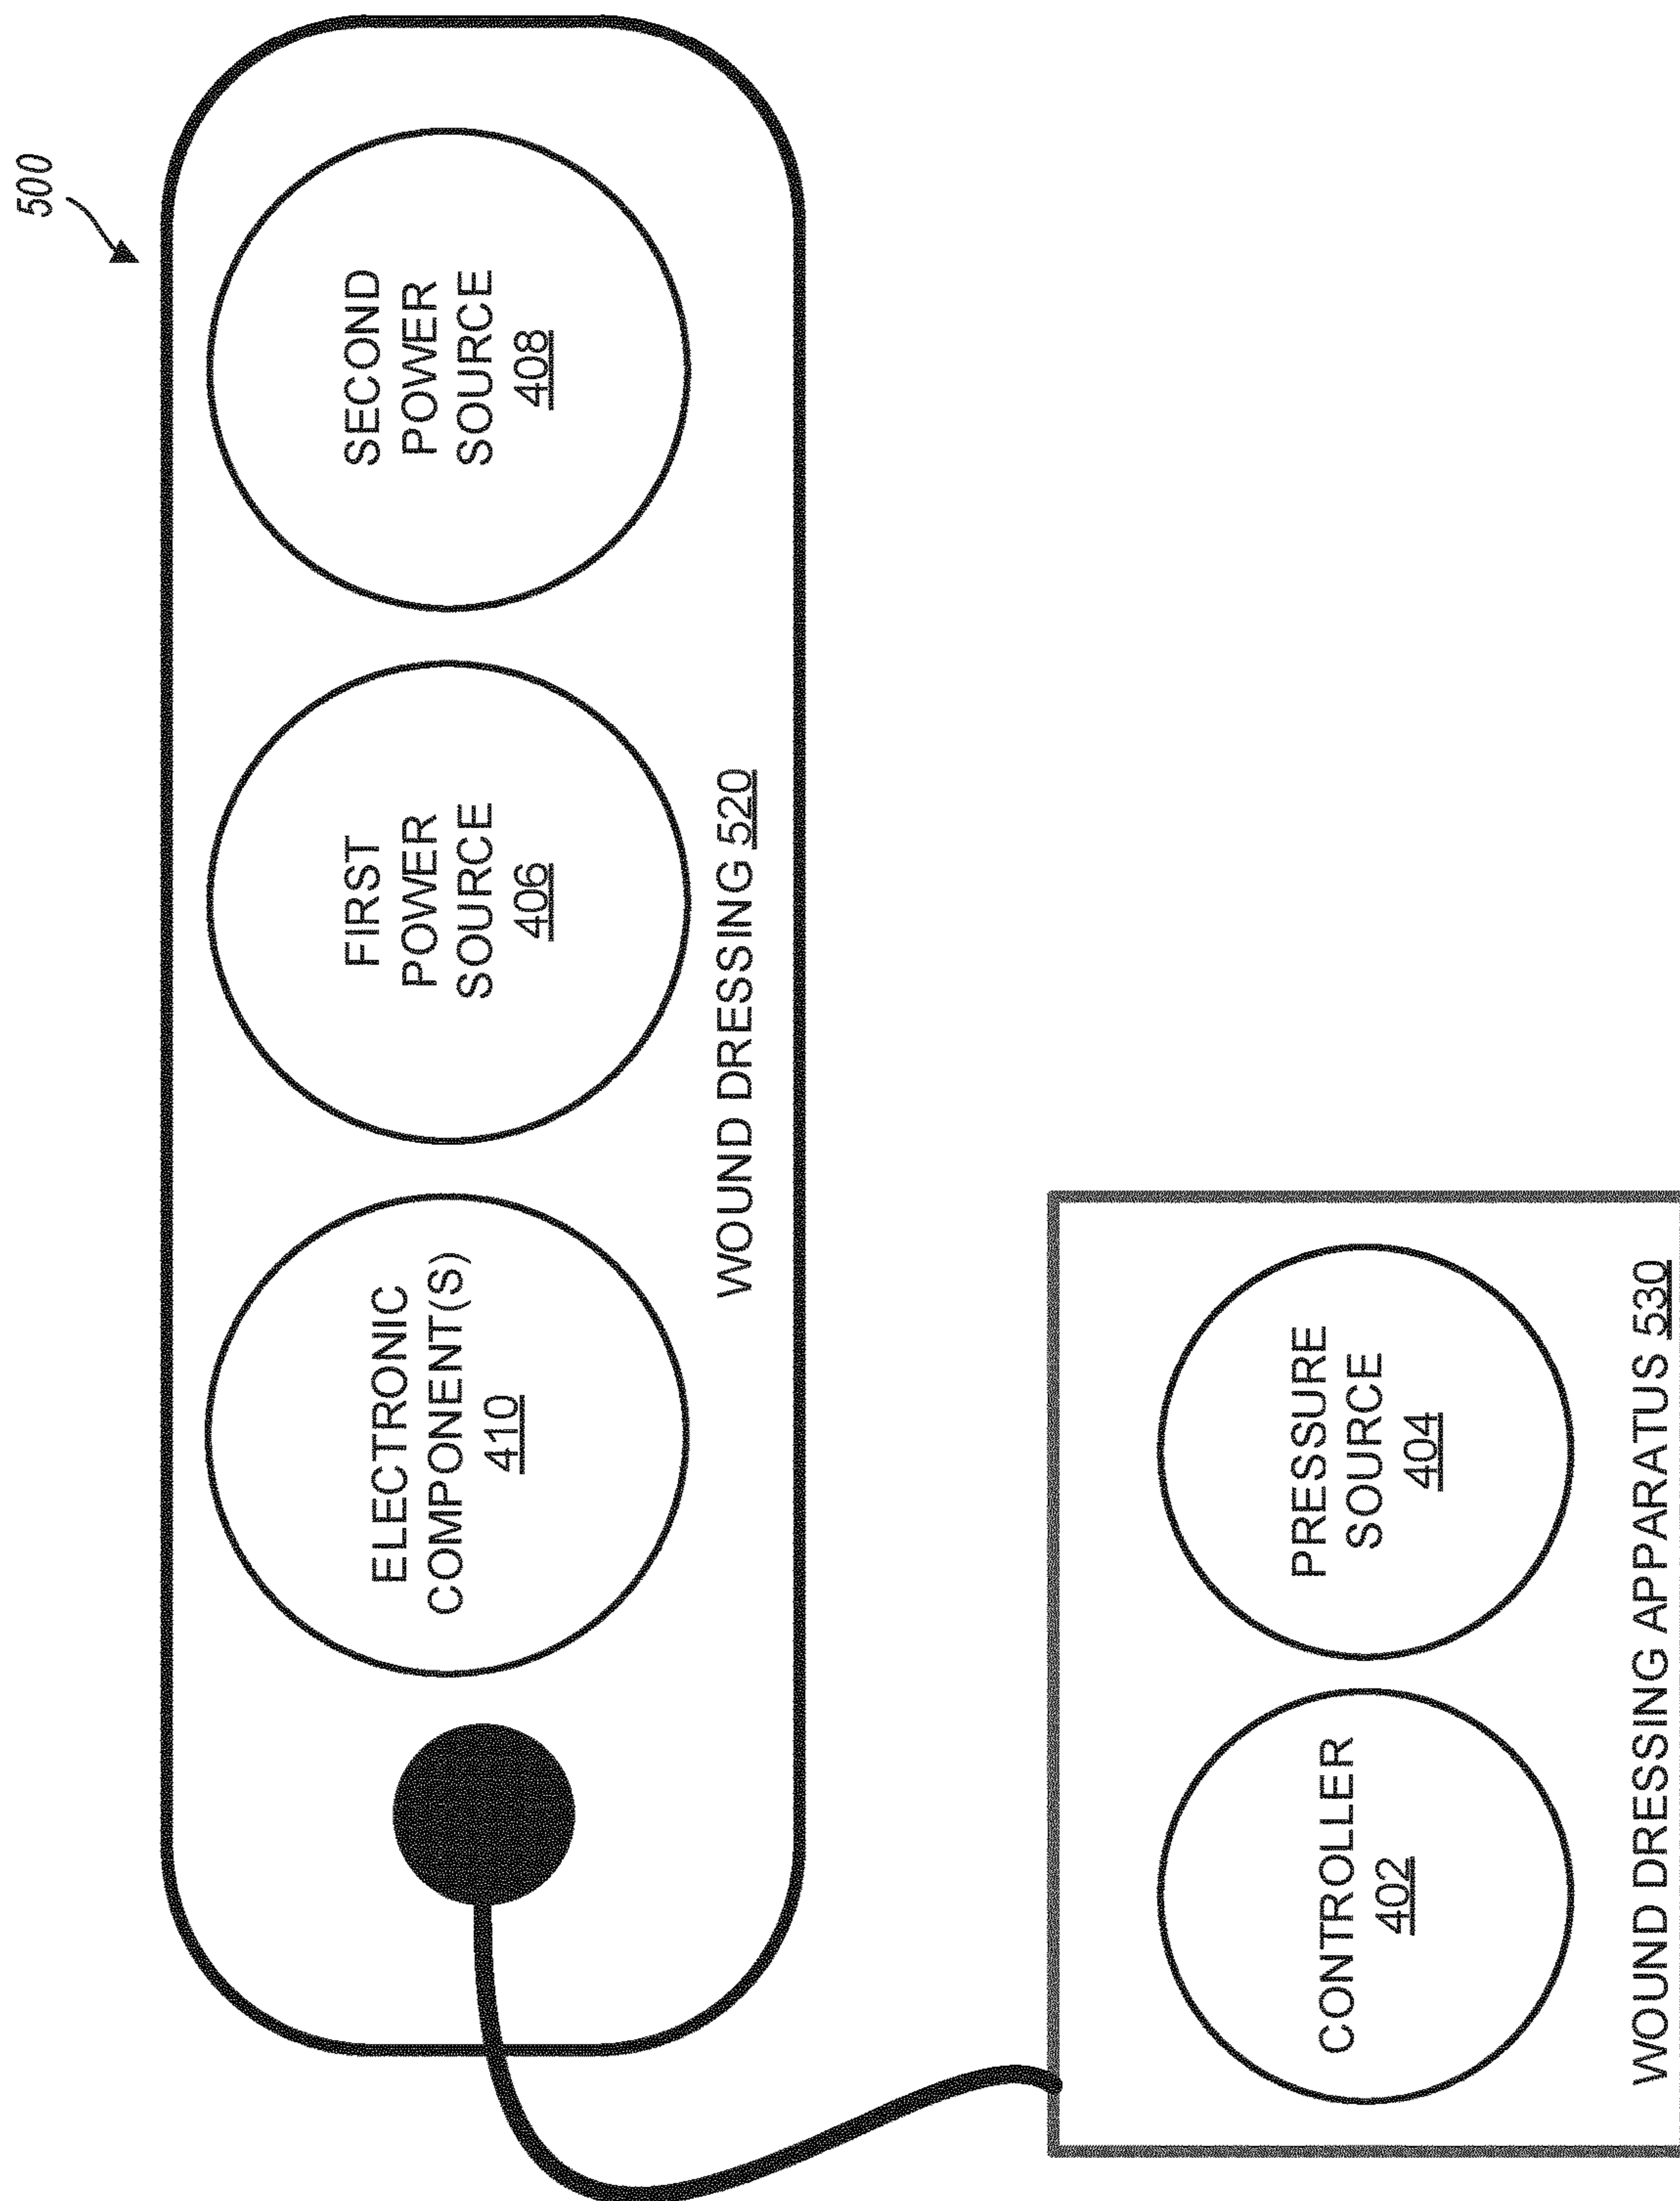 500
ELECTRONIC
COMPONENT(S)
410
FIRST
POWER
SOURCE
406
SECOND
POWER
SOURCE
408
WOUND DRESSING 520
CONTROLLER
402
PRESSURE
SOURCE
404
WOUND DRESSING APPARATUS 530